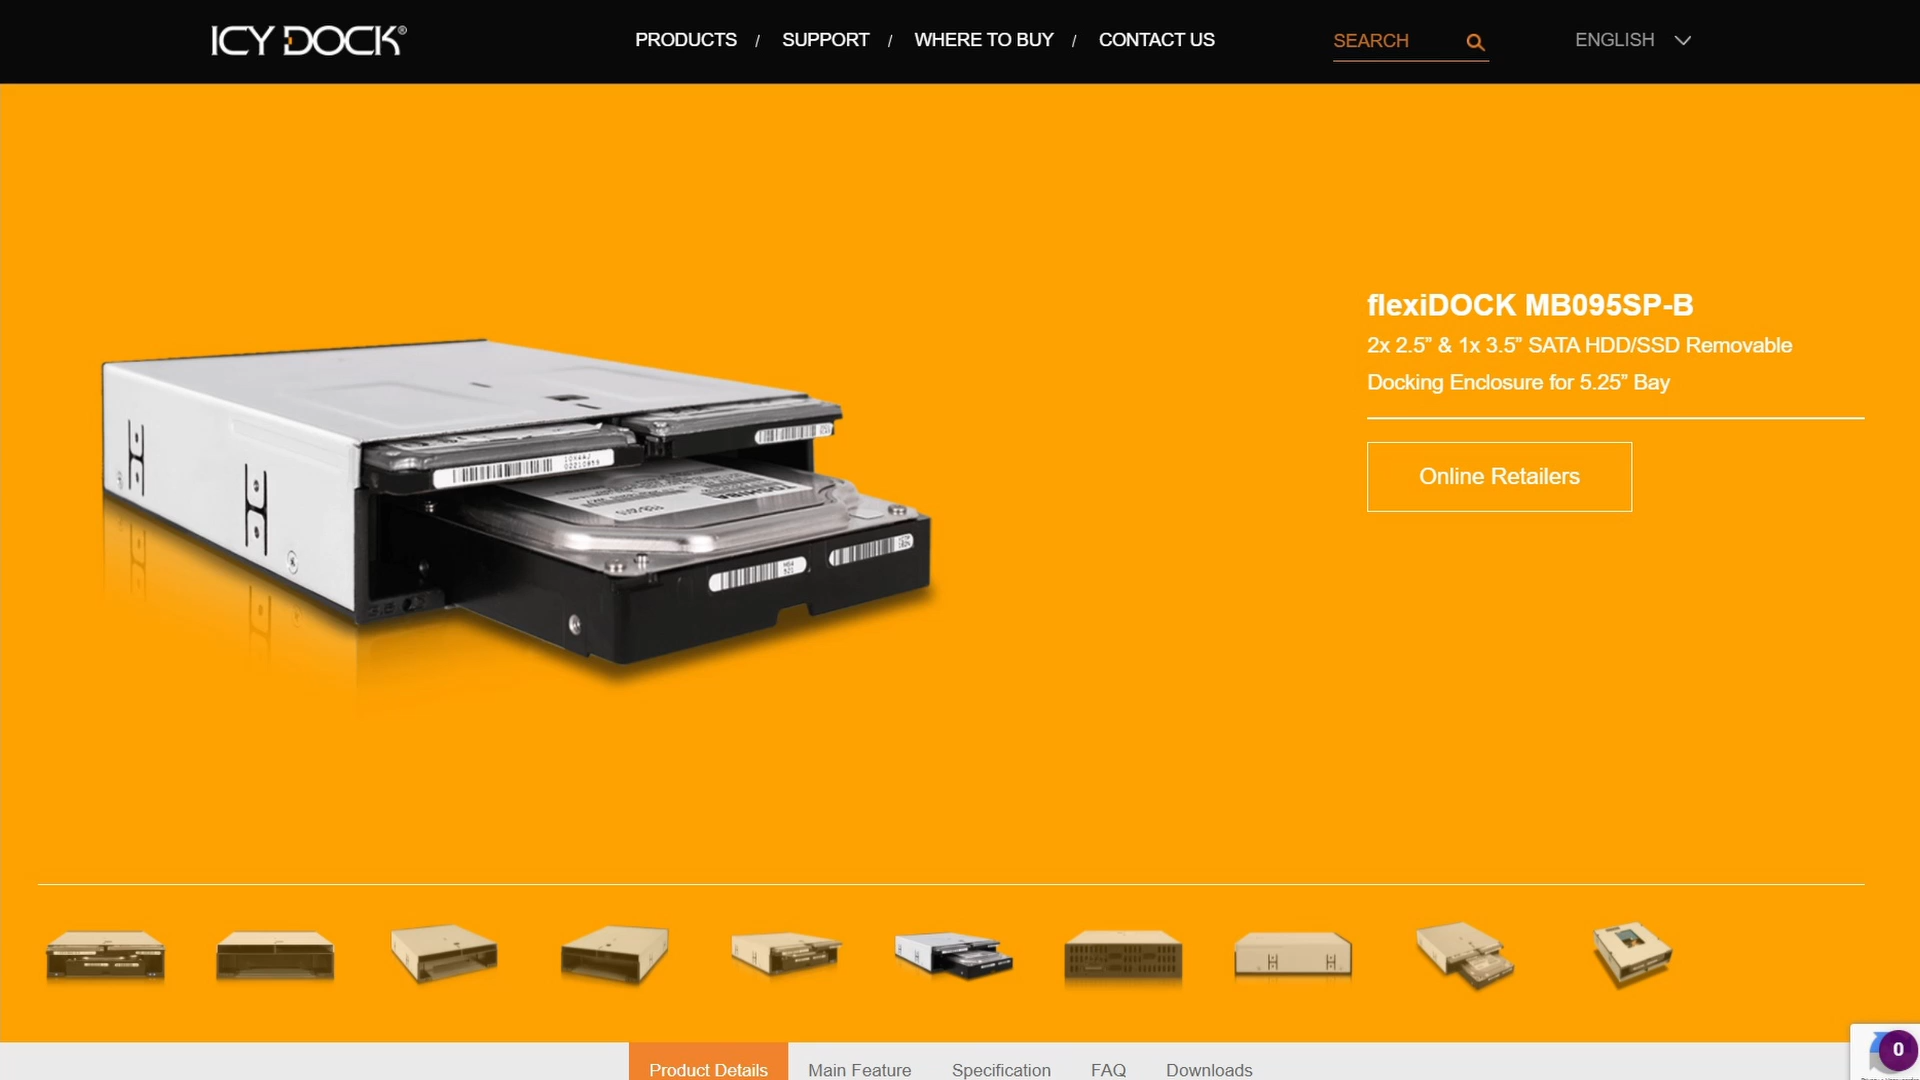 ICY DOCK®
PRODUCTS / SUPPORT / WHERE TO BUY / CONTACT US
SEARCH
ENGLISH
flexiDOCK MB095SP-B
2x 2.5” & 1x 3.5” SATA HDD/SSD Removable
Docking Enclosure for 5.25” Bay
Online Retailers
TOSHIBA
Product Details
Main Feature
Specification
FAQ
Downloads
0